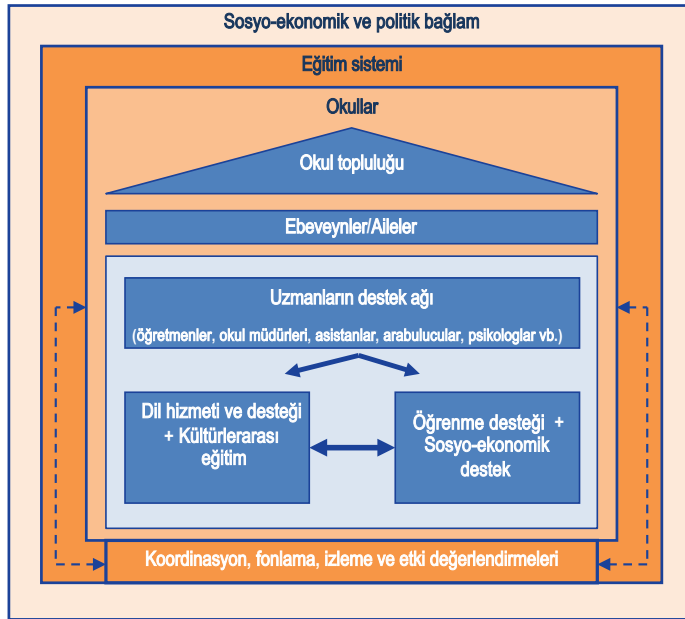 Sosyo-ekonomik ve politik bağlam
Eğitim sistemi
Okullar
Okul topluluğu
Ebeveynler/Aileler
Uzmanların destek ağı
(öğretmenler, okul müdürleri, asistanlar, arabulucular, psikologlar vb.)
Dil hizmeti ve desteği
+ Kültürlerarası
eğitim
Öğrenme desteği +
Sosyo-ekonomik
destek
Koordinasyon, fonlama, izleme ve etki değerlendirmeleri